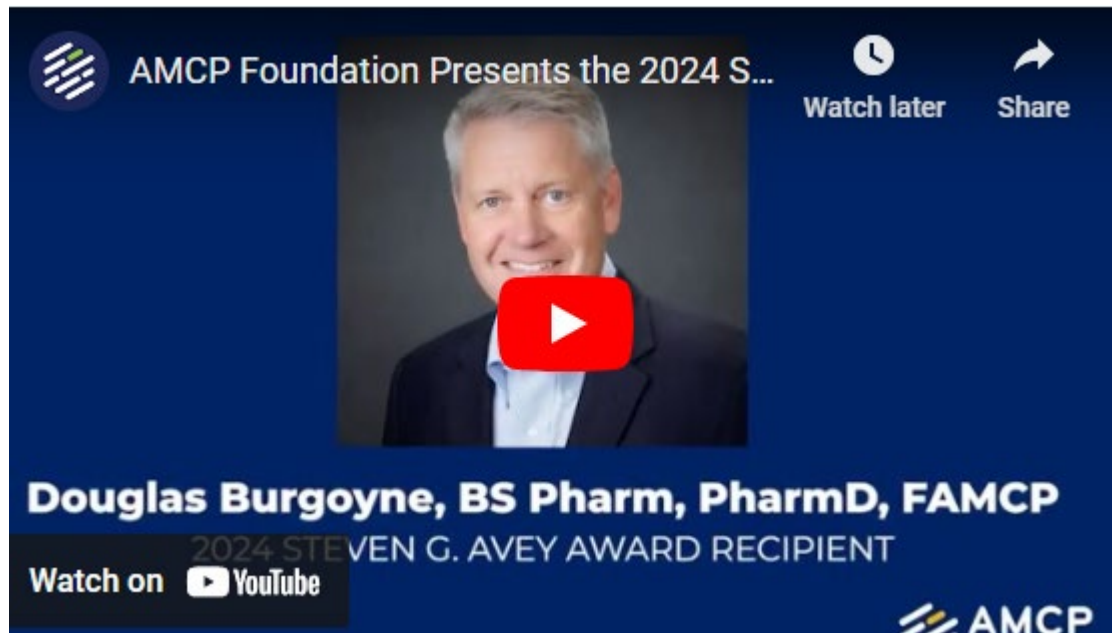 AMCP Foundation Presents the 2024 S...
Watch later
Share
Douglas Burgoyne, BS Pharm, PharmD, FAMCP
2024 STEVEN G. AVEY AWARD RECIPIENT
Watch on YouTube
AMCP